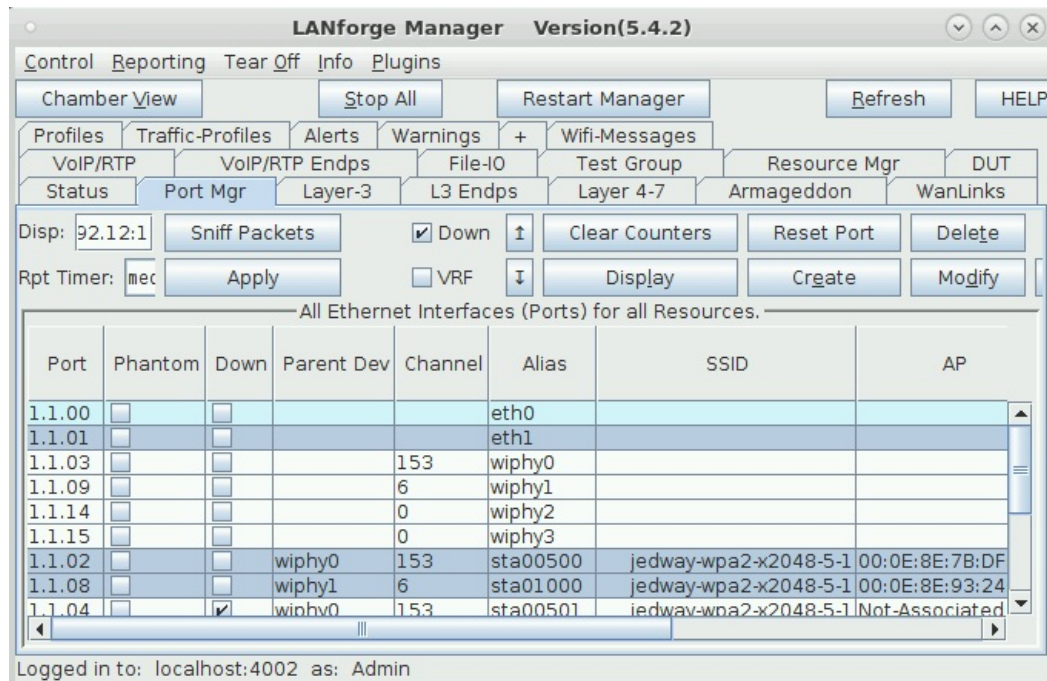 LANforge Manager Version(5.4.2)
Control Reporting Tear Off Info Plugins
Chamber View Stop All Restart Manager Refresh HELP
Profiles Traffic-Profiles Alerts Warnings + Wifi-Messages
VoIP/RTP VoIP/RTP Endps File-IO Test Group Resource Mgr DUT
Status Port Mgr Layer-3 L3 Endps Layer 4-7 Armageddon WanLinks
Disp: 92.12:1 Sniff Packets Down Clear Counters Reset Port Delete
Rpt Timer: med Apply VRF Display Create Modify
All Ethernet Interfaces (Ports) for all Resources.
Port Phantom Down Parent Dev Channel Alias SSID AP
1.1.00 eth0
1.1.01 eth1
1.1.03 153 wiphy0
1.1.09 6 wiphy1
1.1.14 0 wiphy2
1.1.15 0 wiphy3
1.1.02 wiphy0 153 sta00500 jedway-wpa2-x2048-5-1 00:0E:8E:7B:DF
1.1.08 wiphy1 6 sta01000 jedway-wpa2-x2048-5-1 00:0E:8E:93:24
1.1.04 wiphy0 153 sta00501 jedway-wpa2-x2048-5-1 Not-Associated
Logged in to: localhost:4002 as: Admin